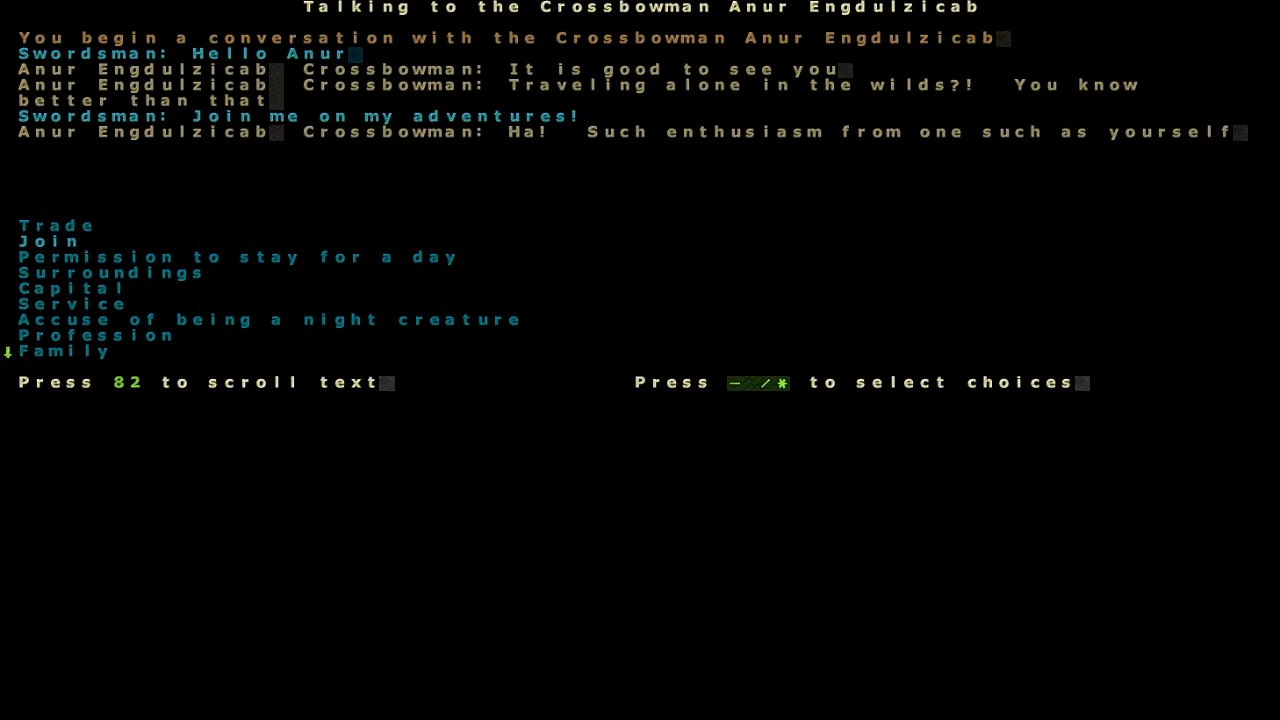 Talking to the Crossbowman Anur Engdulzicab
You begin a conversation with the Crossbowman Anur Engdulzicab
Swordsman: Hello Anur
Anur Engdulzicab Crossbowman: It is good to see you
Anur Engdulzicab Crossbowman: Traveling alone in the wilds?! You know
better than that
Swordsman: Join me on my adventures!
Anur Engdulzicab Crossbowman: Ha! Such enthusiasm from one such as yourself
Trade
Join
Permission to stay for a day
Surroundings
Capital
Service
Accuse of being a night creature
Profession
Family
Press 82 to scroll text
Press - / * to select choices